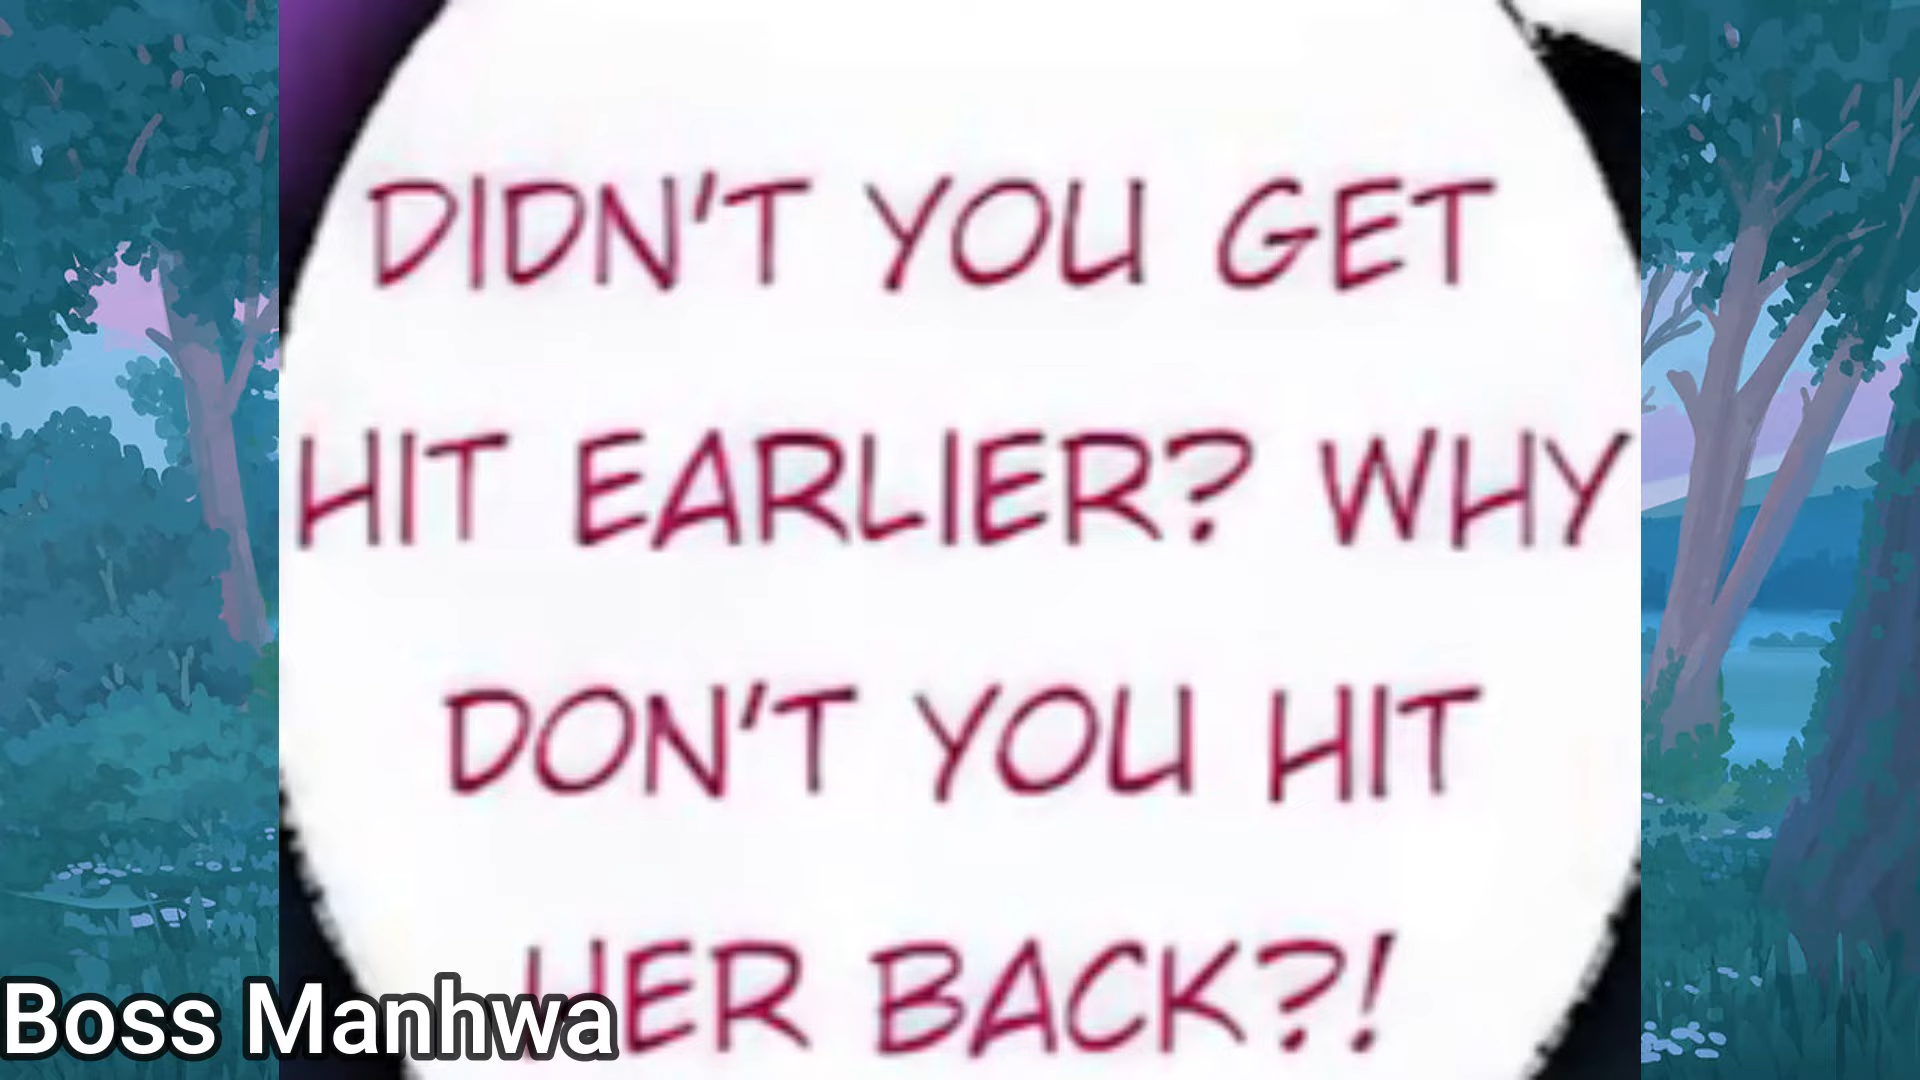 DIDN'T YOU GET
HIT EARLIER? WHY
DON'T YOU HIT
HER BACK?!
Boss Manhwa